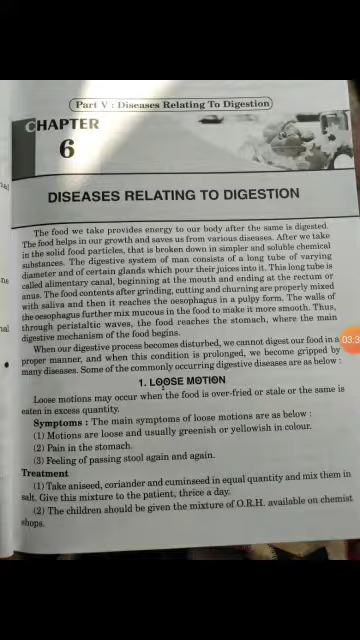 Part V : Diseases Relating To Digestion
CHAPTER
6
DISEASES RELATING TO DIGESTION
The food we take provides energy to our body after the same is digested.
The food helps in our growth and saves us from various diseases. After we take
in the solid food particles, that is broken down in simpler and soluble chemical
substances. The digestive system of man consists of a long tube of varying
diameter and of certain glands which pour their juices into it. This long tube is
called alimentary canal, beginning at the mouth and ending at the rectum or
anus. The food contents after grinding, cutting and churning are properly mixed
with saliva and then it reaches the oesophagus in a pulpy form. The walls of
the oesophagus further mix mucous in the food to make it more smooth. Thus,
through peristaltic waves, the food reaches the stomach, where the main
digestive mechanism of the food begins.
When our digestive process becomes disturbed, we cannot digest our food in a
proper manner, and when this condition is prolonged, we become gripped by
many diseases. Some of the commonly occurring digestive diseases are as below :
1. LOOSE MOTION
Loose motions may occur when the food is over-fried or stale or the same is
eaten in excess quantity.
Symptoms : The main symptoms of loose motions are as below :
(1) Motions are loose and usually greenish or yellowish in colour.
(2) Pain in the stomach.
(3) Feeling of passing stool again and again.
Treatment
(1) Take aniseed, coriander and cuminseed in equal quantity and mix them in
salt. Give this mixture to the patient, thrice a day.
(2) The children should be given the mixture of O.R.H. available on chemist
shops.